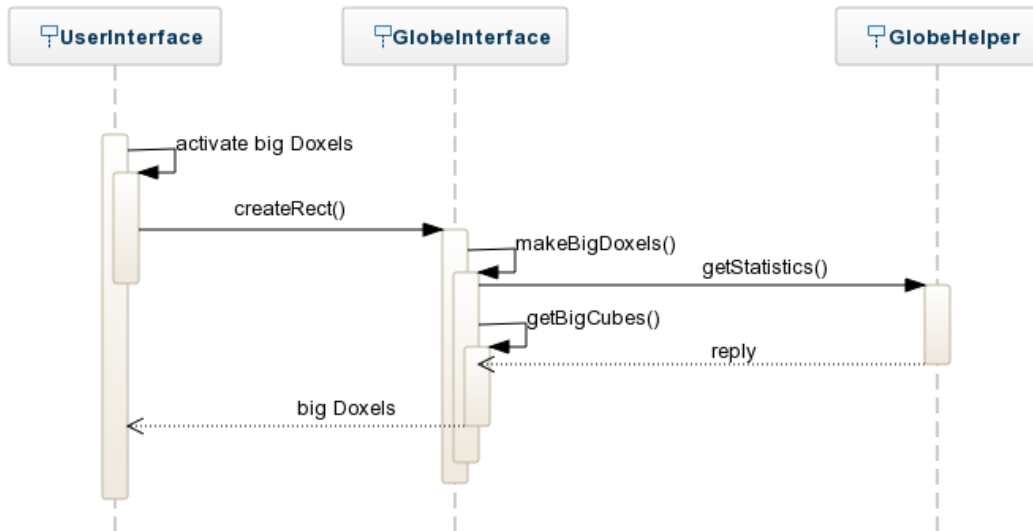 UserInterface
GlobeInterface
GlobeHelper
activate big Doxels
createRect()
makeBigDoxels()
getStatistics()
getBigCubes()
reply
big Doxels